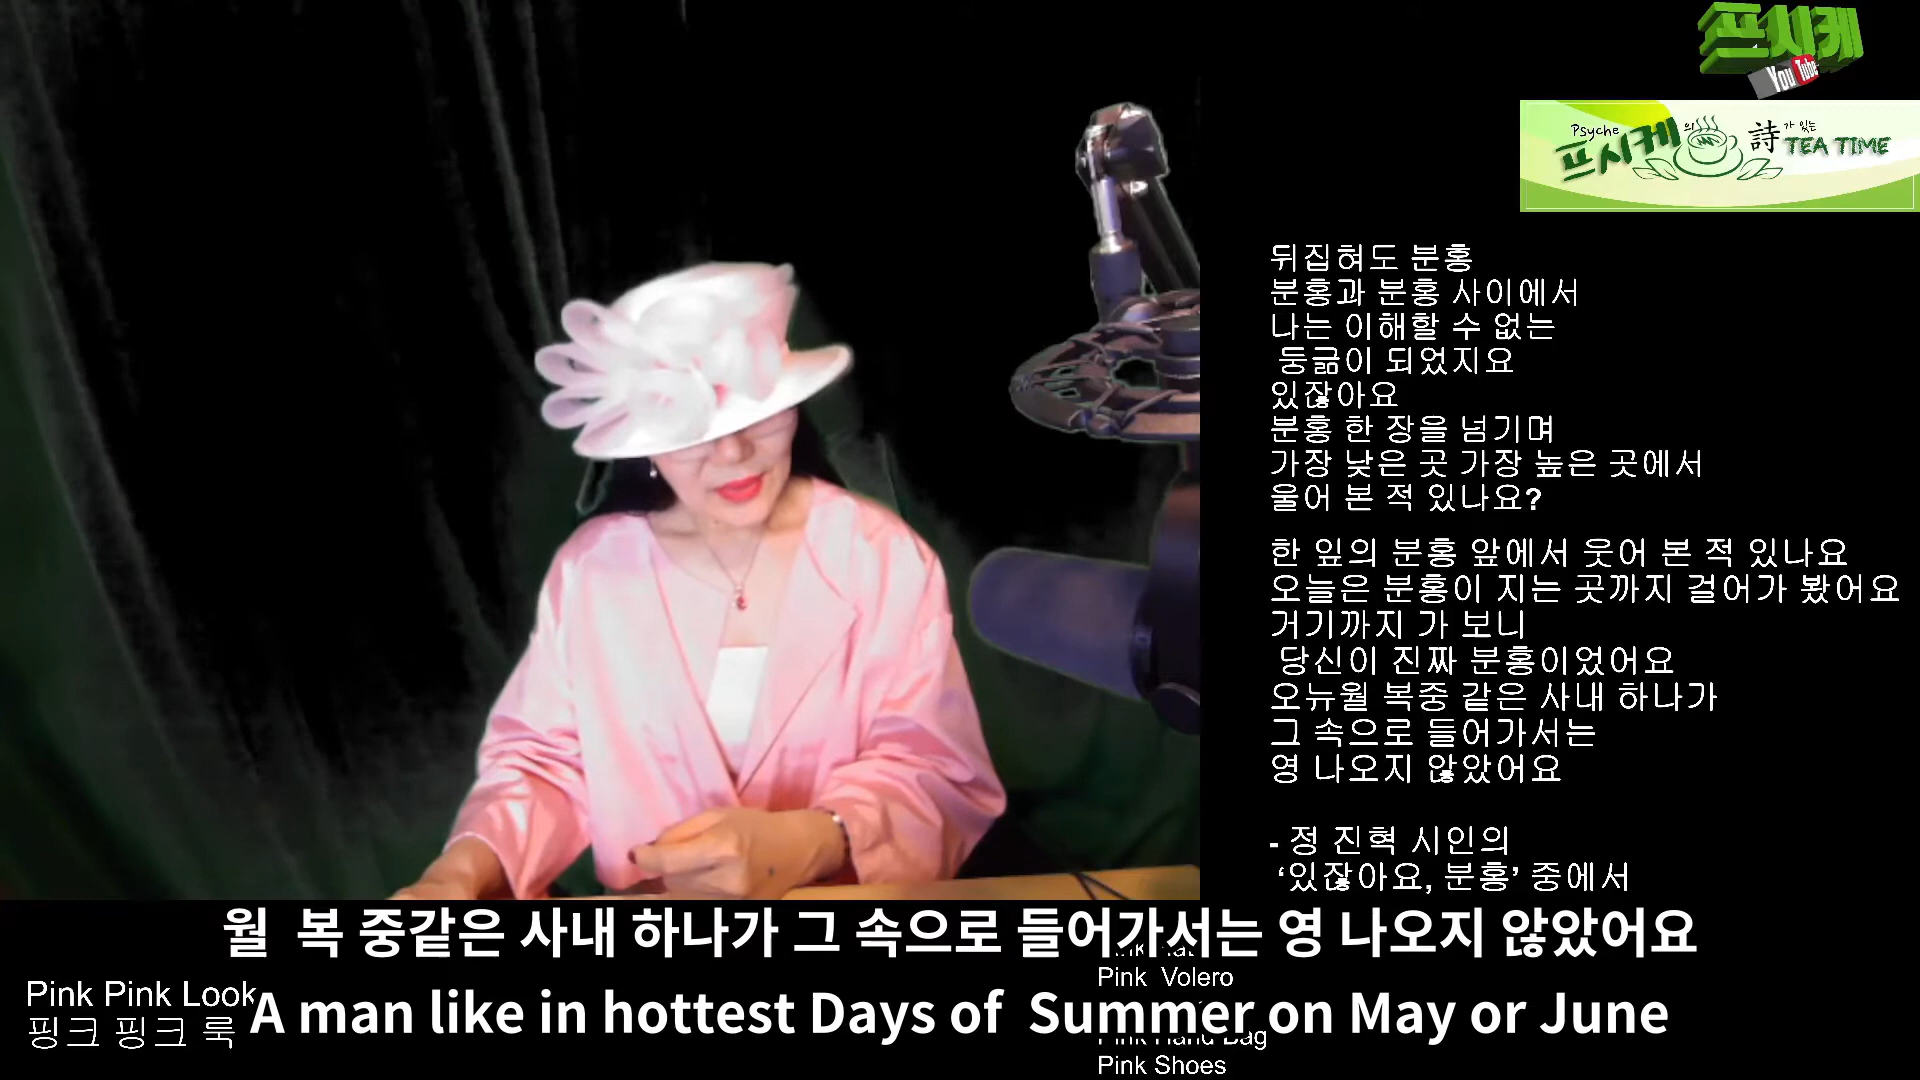 프시케
YouTube
Psyche
프시케의 詩가 있는 TEA TIME
뒤집혀도 분홍
분홍과 분홍 사이에서
나는 이해할 수 없는
둥긂이 되었지요
있잖아요
분홍 한 장을 넘기며
가장 낮은 곳 가장 높은 곳에서
울어 본 적 있나요?
한 잎의 분홍 앞에서 웃어 본 적 있나요
오늘은 분홍이 지는 곳까지 걸어가 봤어요
거기까지 가 보니
당신이 진짜 분홍이었어요
오뉴월 복중 같은 사내 하나가
그 속으로 들어가서는
영 나오지 않았어요
- 정 진혁 시인의
‘있잖아요, 분홍’ 중에서
월 복 중같은 사내 하나가 그 속으로 들어가서는 영 나오지 않았어요
Pink Volero
Pink Pink Look
핑크 핑크 룩
A man like in hottest Days of Summer on May or June
Pink Hand Bag
Pink Shoes